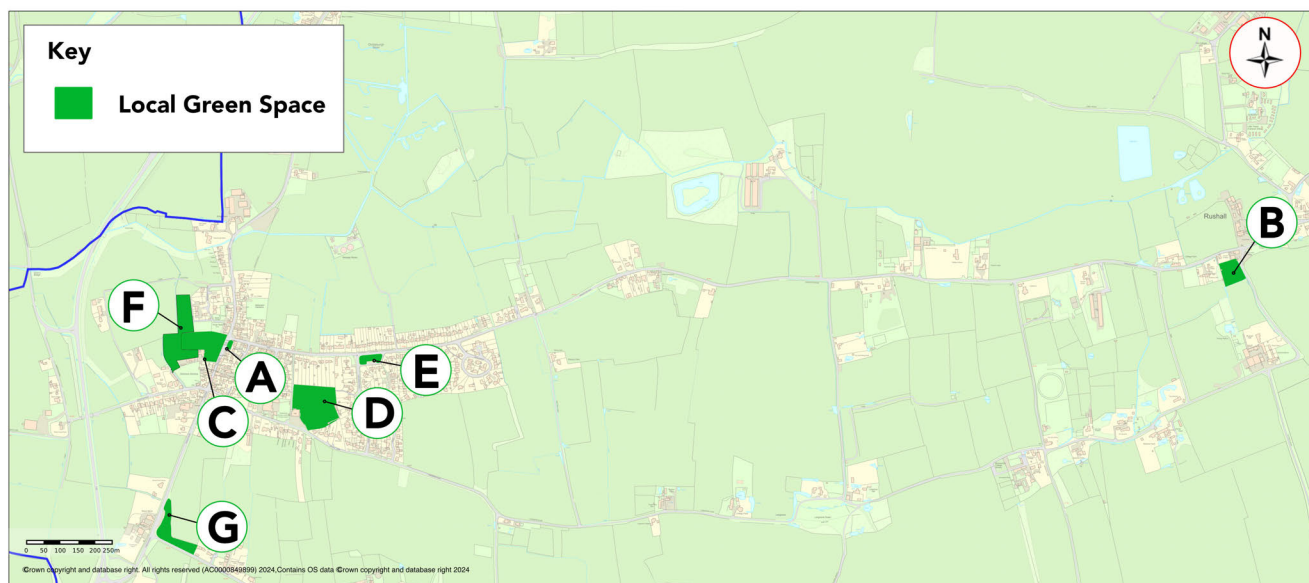 Key
Local Green Space
N
Rushall
B
F
A
E
C
D
G
0 50 100 150 200 250m
©rown copyright and database right. All rights reserved (AC0000849899) 2024,Contains OS data ©rown copyright and database right 2024